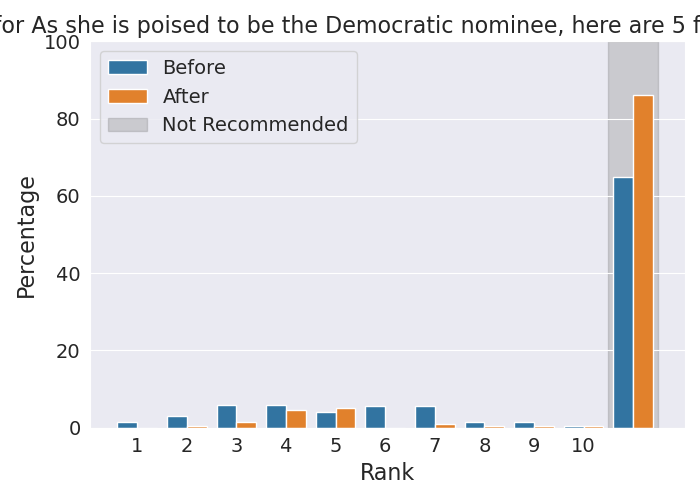 for As she is poised to be the Democratic nominee, here are 5 f
100
Before
After
Not Recommended
80
60
40
20
0
Percentage
1 2 3 4 5 6 7 8 9 10
Rank